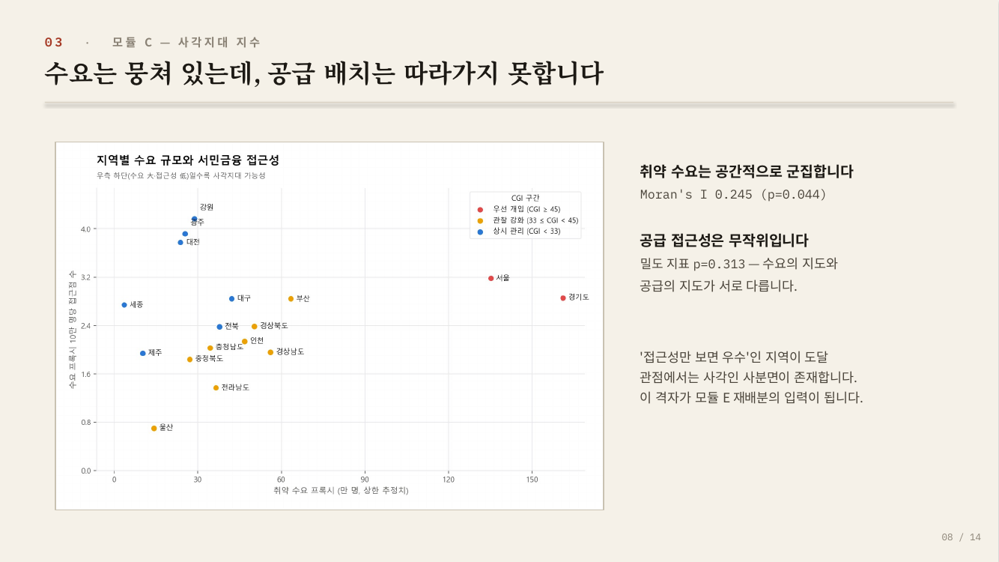 03 · 모듈 C — 사각지대 지수
수요는 뭉쳐 있는데, 공급 배치는 따라가지 못합니다
지역별 수요 규모와 서민금융 접근성
우측 하단(수요 大·접근성 低)일수록 사각지대 가능성
CGI 구간
우선 개입 (CGI ≥ 45)
관찰 강화 (33 ≤ CGI < 45)
상시 관리 (CGI < 33)
수요 프록시 10만 명당 접근점 수
4.0
3.2
2.4
1.6
0.8
0.0
강원
광주
대전
서울
경기도
세종
대구
부산
전북
경상북도
인천
충청남도
제주
경상남도
충청북도
전라남도
울산
0
30
60
90
120
150
취약 수요 프록시 (만 명, 상한 추정치)
취약 수요는 공간적으로 군집합니다
Moran's I 0.245 (p=0.044)
공급 접근성은 무작위입니다
밀도 지표 p=0.313 — 수요의 지도와
공급의 지도가 서로 다릅니다.
'접근성만 보면 우수'인 지역이 도달
관점에서는 사각인 사분면이 존재합니다.
이 격자가 모듈 E 재배분의 입력이 됩니다.
08 / 14